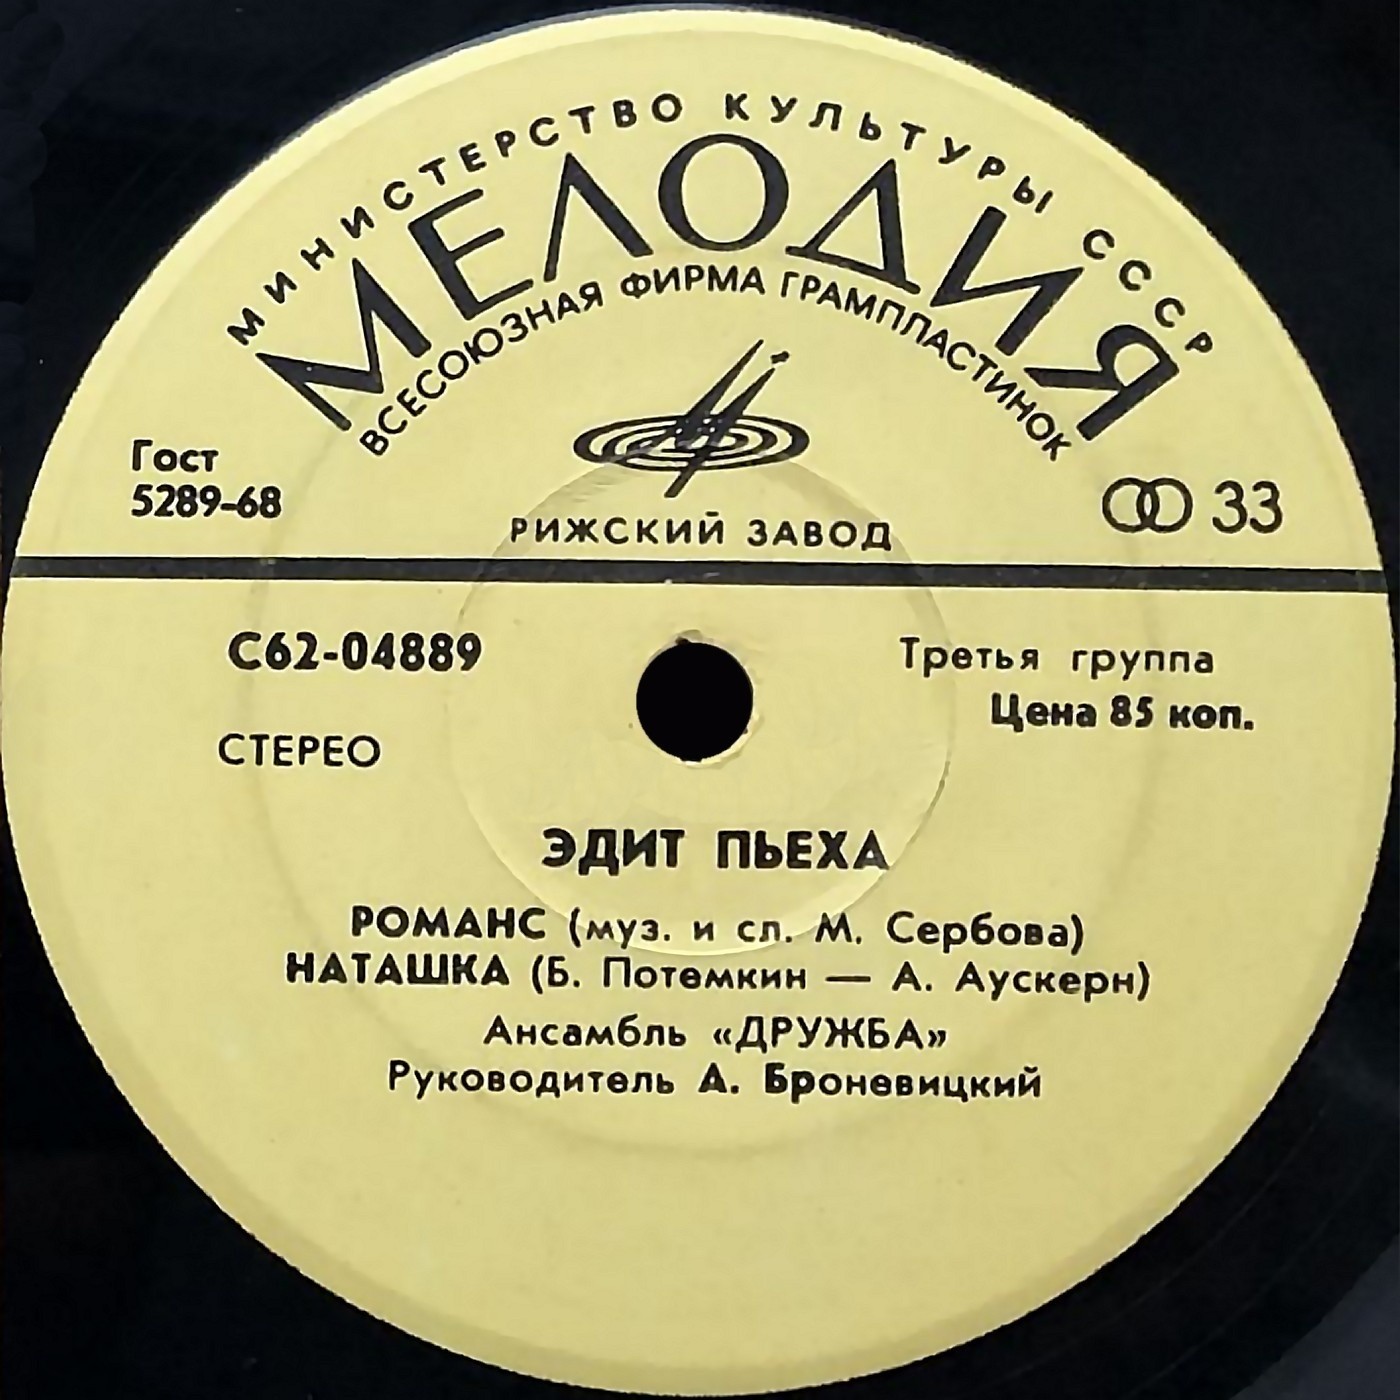 МИНИСТЕРСТВО КУЛЬТУРЫ СССР
МЕЛОДИЯ
ВСЕСОЮЗНАЯ ФИРМА ГРАМПЛАСТИНОК
Гост
5289-68
РИЖСКИЙ ЗАВОД
33
С62-04889
Третья группа
Цена 85 коп.
СТЕРЕО
ЭДИТ ПЬЕХА
РОМАНС (муз. и сл. М. Сербова)
НАТАШКА (Б. Потемкин — А. Аускерн)
Ансамбль «ДРУЖБА»
Руководитель А. Броневицкий